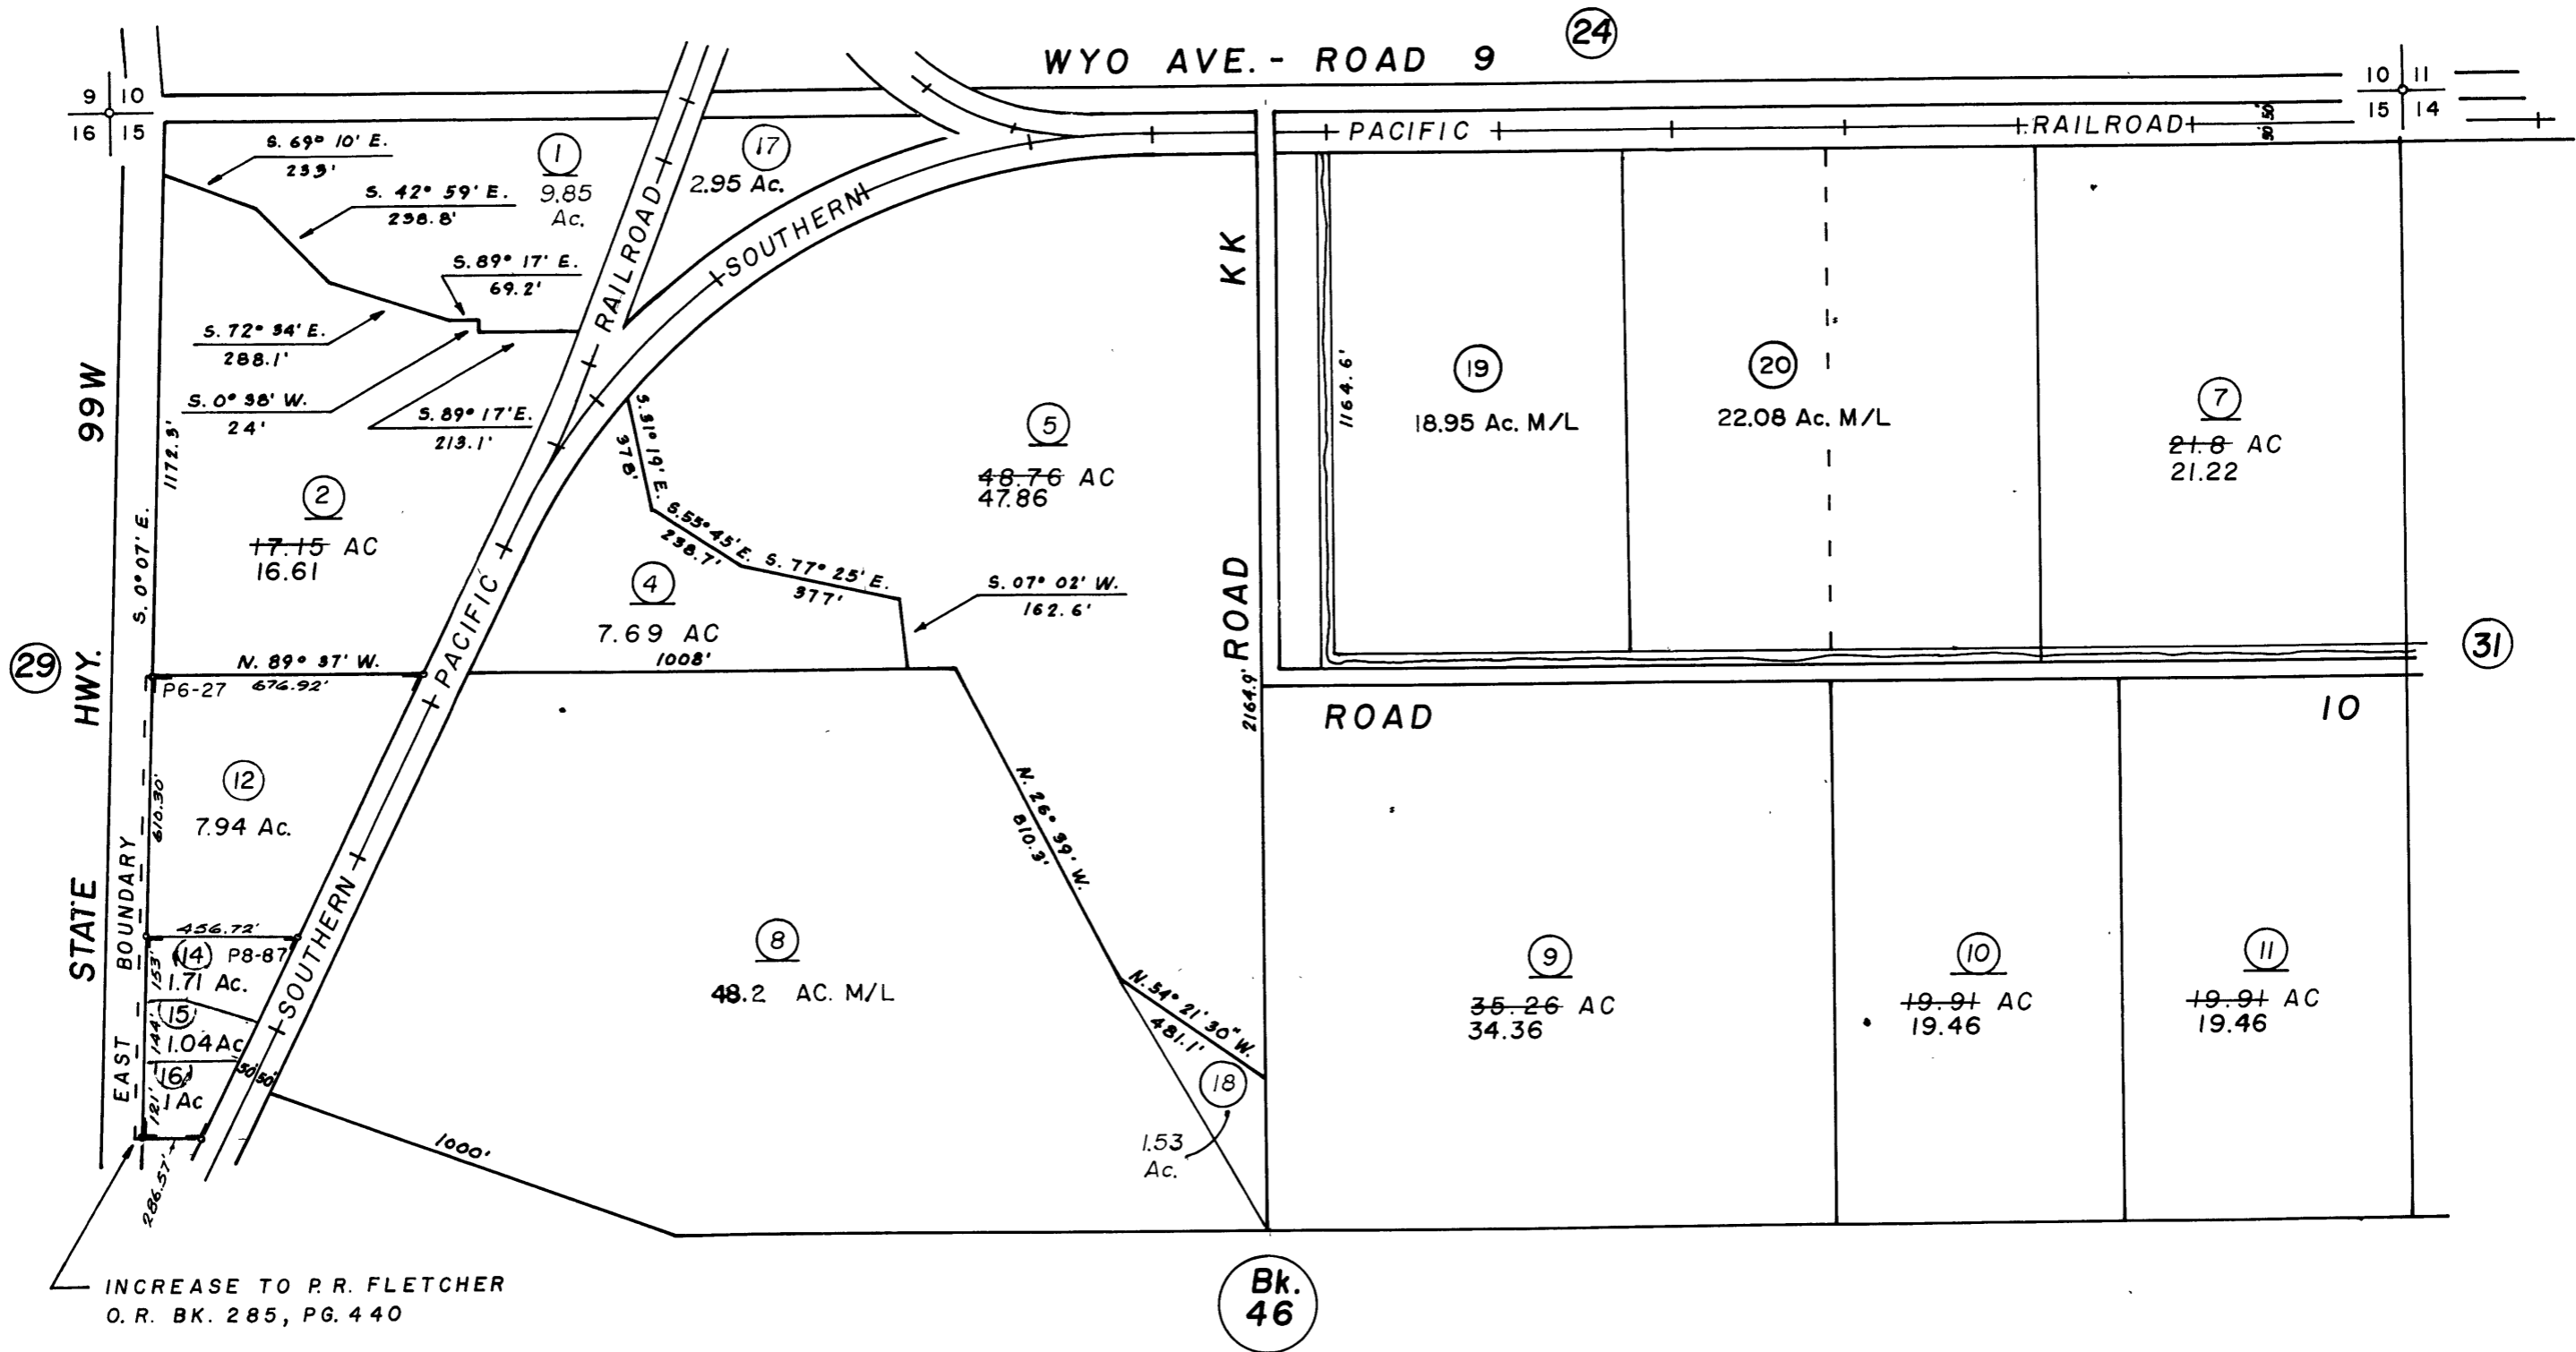 24
WYO AVE. - ROAD 9
9 10
16 15
10 11
15 14
S. 69° 10' E.
233'
1
9.85
Ac.
17
2.95 Ac.
PACIFIC
RAILROAD
50' 50'
S. 42° 59' E.
238.8'
RAILROAD
SOUTHERN
S. 89° 17' E.
69.2'
KK
S. 72° 34' E.
288.1'
S. 0° 38' W.
24'
S. 89° 17' E.
213.1'
99W
1172.3'
S. 0° 07' E.
S. 31° 19' E.
378'
5
48.76 AC
47.86
1164.6'
19
18.95 Ac. M/L
20
22.08 Ac. M/L
7
21.8 AC
21.22
2
17.15 AC
16.61
S. 55° 45' E.
238.7'
S. 77° 25' E.
377'
S. 07° 02' W.
162.6'
4
7.69 AC
1008'
PACIFIC
ROAD
29
HWY.
N. 89° 37' W.
676.92'
P6-27
31
2164.9'
ROAD
10
12
7.94 Ac.
610.30'
N. 26° 39' W.
810.3'
STATE
EAST BOUNDARY
SOUTHERN
456.72'
14
P8-87
1.71 Ac.
153'
15
1.04 Ac
144'
16
1 Ac
121'
50' 50'
8
48.2 AC. M/L
N. 54° 21' 30" W.
481.1'
18
1.53
Ac.
9
35.26 AC
34.36
10
19.91 AC
19.46
11
19.91 AC
19.46
1000'
286.57'
INCREASE TO P. R. FLETCHER
O. R. BK. 285, PG. 440
Bk.
46